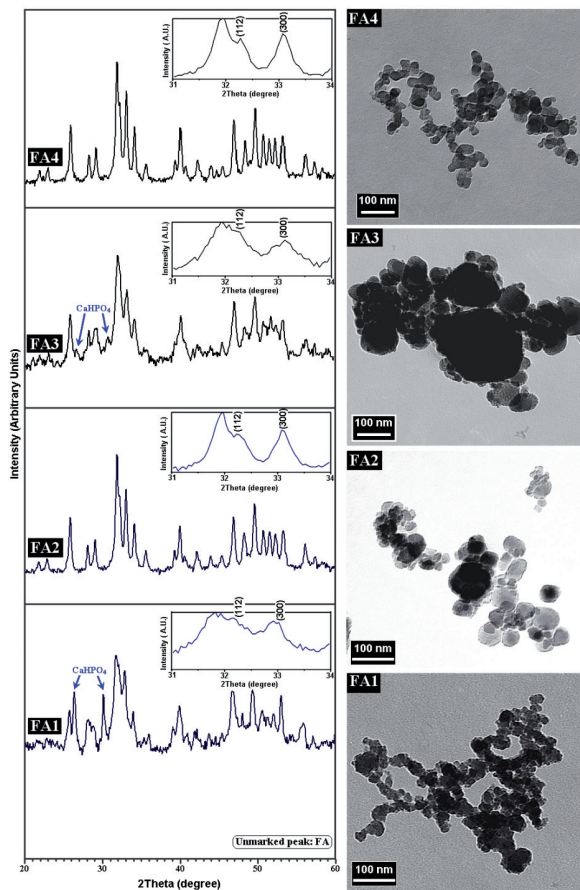 Intensity (Arbitrary Units)
FA4
Intensity ( A.U.)
(112)
(300)
31 32 33 34
2Theta (degree)
FA4
100 nm
FA3
CaHPO₄
Intensity ( A.U.)
(112)
(300)
31 32 33 34
2Theta (degree)
FA3
100 nm
FA2
Intensity ( A.U.)
(112)
(300)
31 32 33 34
2Theta (degree)
FA2
100 nm
FA1
CaHPO₄
Intensity ( A.U.)
(112)
(300)
31 32 33 34
2Theta (degree)
Unmarked peak: FA
20 30 40 50 60
2Theta (degree)
FA1
100 nm